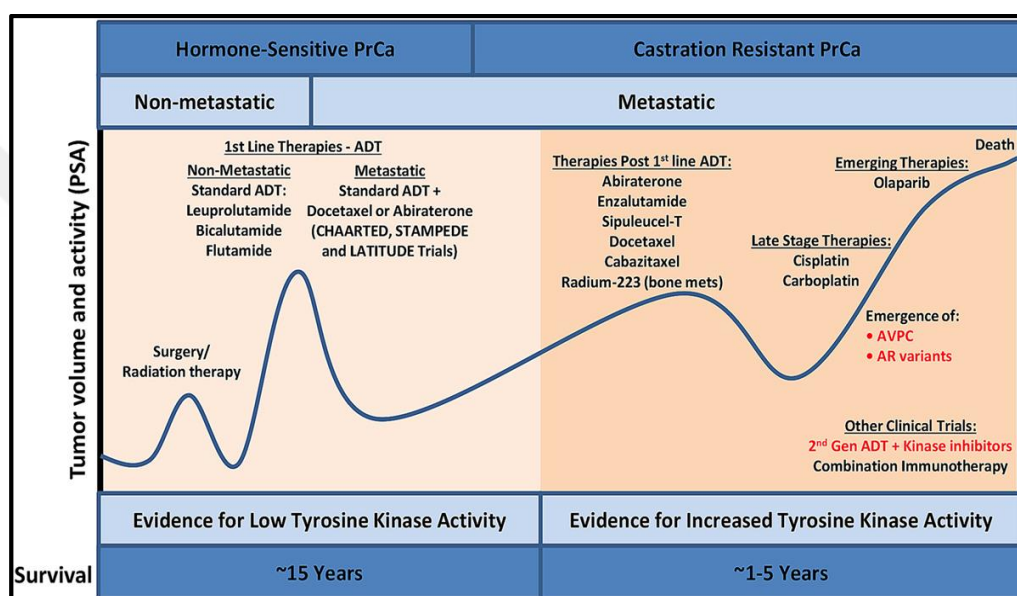 Hormone-Sensitive PrCa
Castration Resistant PrCa
Non-metastatic
Metastatic
Tumor volume and activity (PSA)
1st Line Therapies - ADT
Non-Metastatic
Standard ADT:
Leuprolutamide
Bicalutamide
Flutamide
Metastatic
Standard ADT +
Docetaxel or Abiraterone
(CHAARTED, STAMPEDE
and LATITUDE Trials)
Surgery/
Radiation therapy
Therapies Post 1st line ADT:
Abiraterone
Enzalutamide
Sipuleucel-T
Docetaxel
Cabazitaxel
Radium-223 (bone mets)
Death
Emerging Therapies:
Olaparib
Late Stage Therapies:
Cisplatin
Carboplatin
Emergence of:
• AVPC
• AR variants
Other Clinical Trials:
2nd Gen ADT + Kinase inhibitors
Combination Immunotherapy
Evidence for Low Tyrosine Kinase Activity
Evidence for Increased Tyrosine Kinase Activity
Survival
~15 Years
~1-5 Years